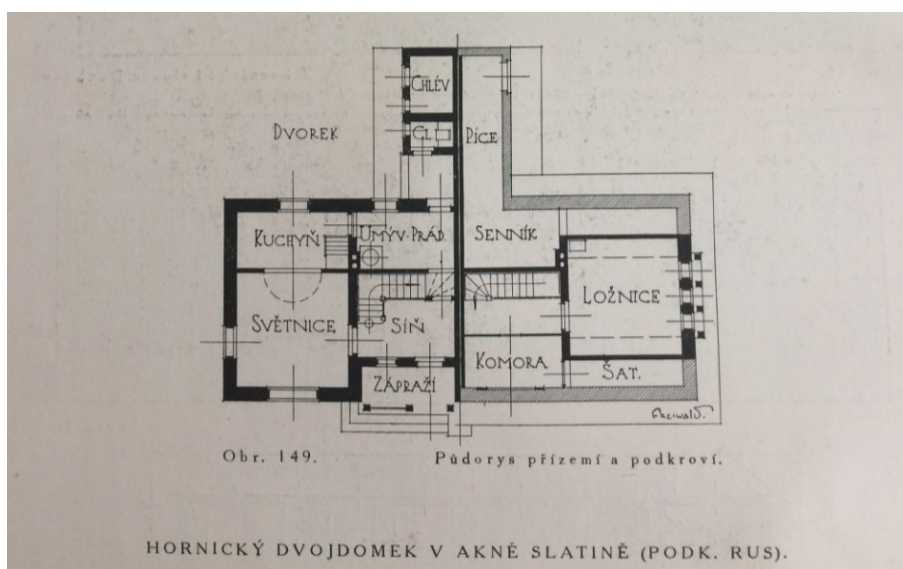 CHLÉV
CL.
PÍCE
DVOREK
KUCHYŇ
UMÝV. PRÁD.
SENNÍK
LOŽNICE
SVĚTNICE
SÍŇ
KOMORA
ŠAT.
ZÁPRAŽÍ
Freiwald.
Obr. 149.
Půdorys přízemí a podkroví.
HORNICKÝ DVOJDOMEK V AKNĚ SLATINĚ (PODK. RUS).